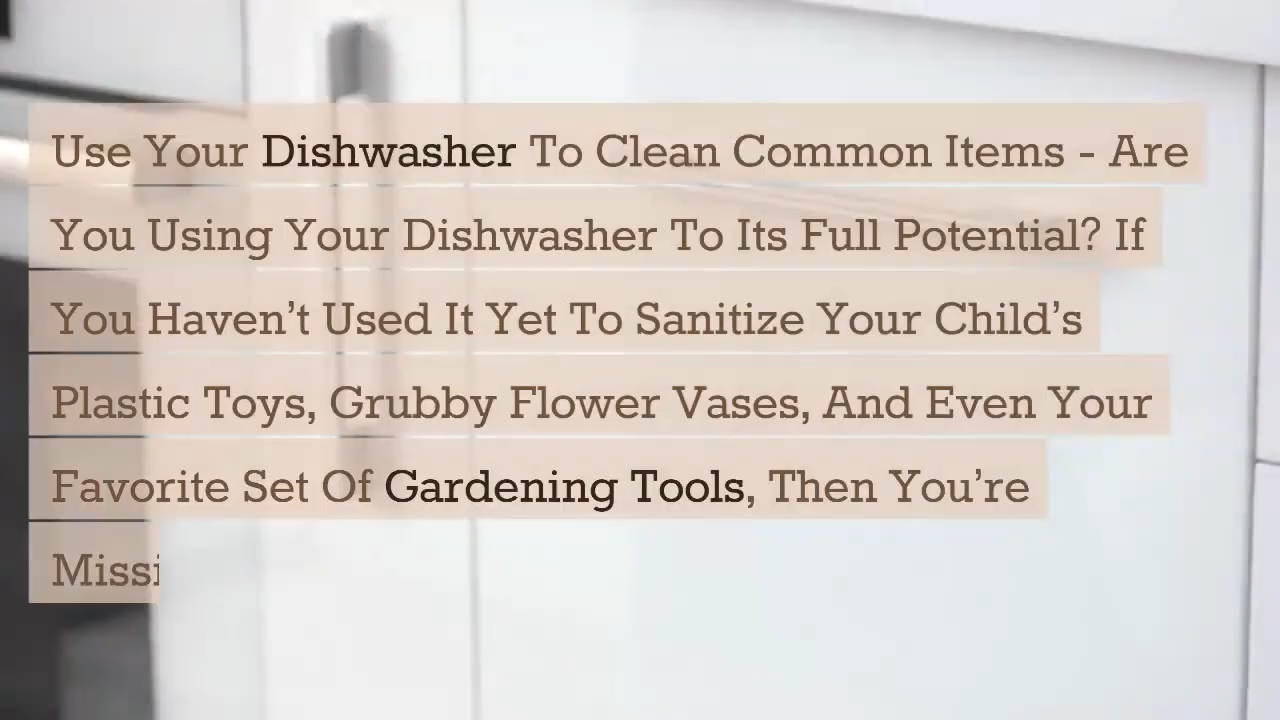 Use Your Dishwasher To Clean Common Items - Are
You Using Your Dishwasher To Its Full Potential? If
You Haven’t Used It Yet To Sanitize Your Child’s
Plastic Toys, Grubby Flower Vases, And Even Your
Favorite Set Of Gardening Tools, Then You’re
Missi